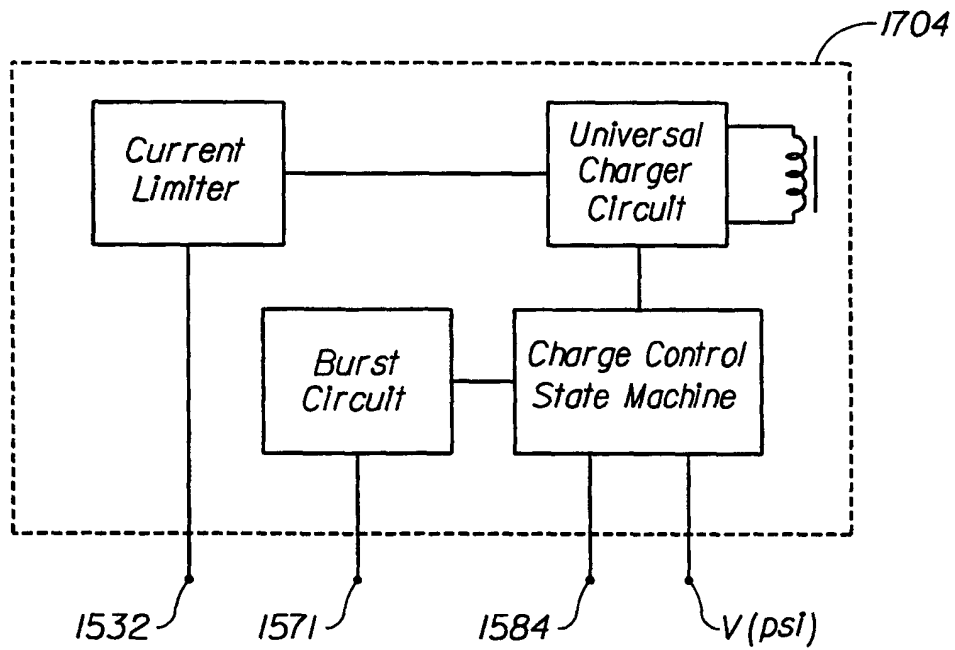 1704
Current
Limiter
Universal
Charger
Circuit
Burst
Circuit
Charge Control
State Machine
1532
1571
1584
V(psi)